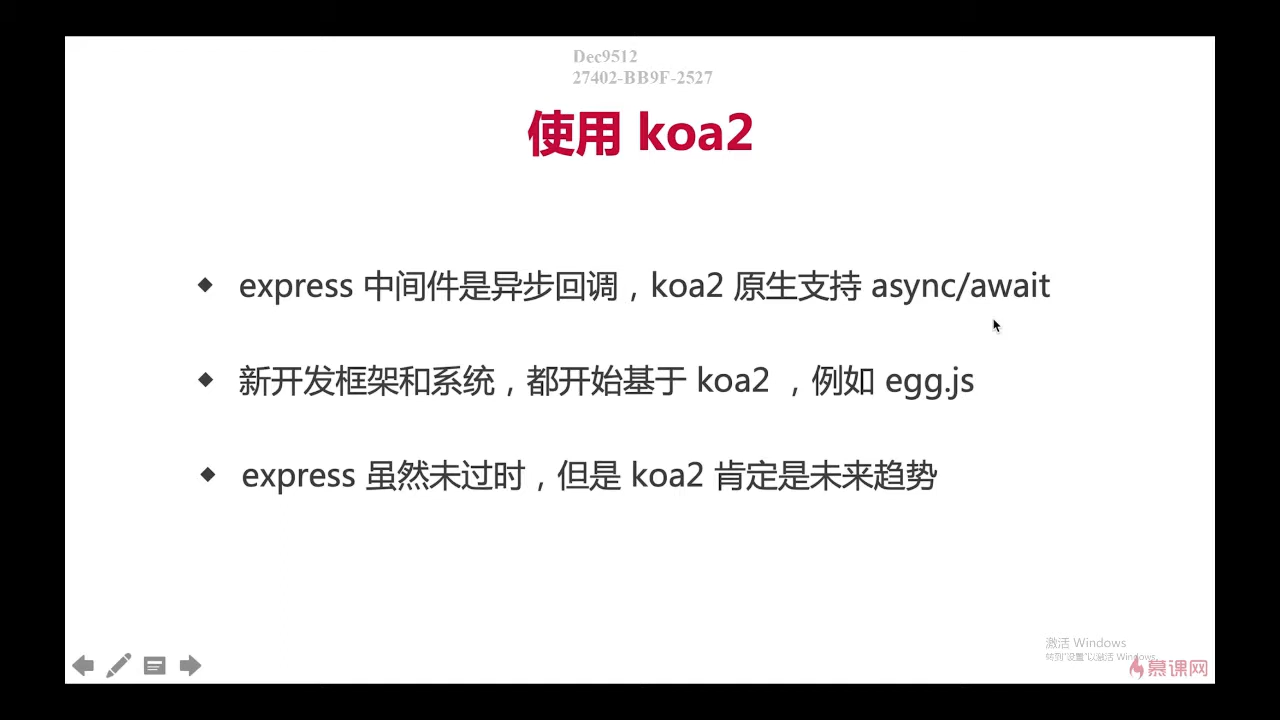 Dec9512
27402-BB9F-2527
使用 koa2
express 中间件是异步回调，koa2 原生支持 async/await
新开发框架和系统，都开始基于 koa2 ，例如 egg.js
express 虽然未过时，但是 koa2 肯定是未来趋势
激活 Windows
转到"设置"以激活 Windows。
慕课网